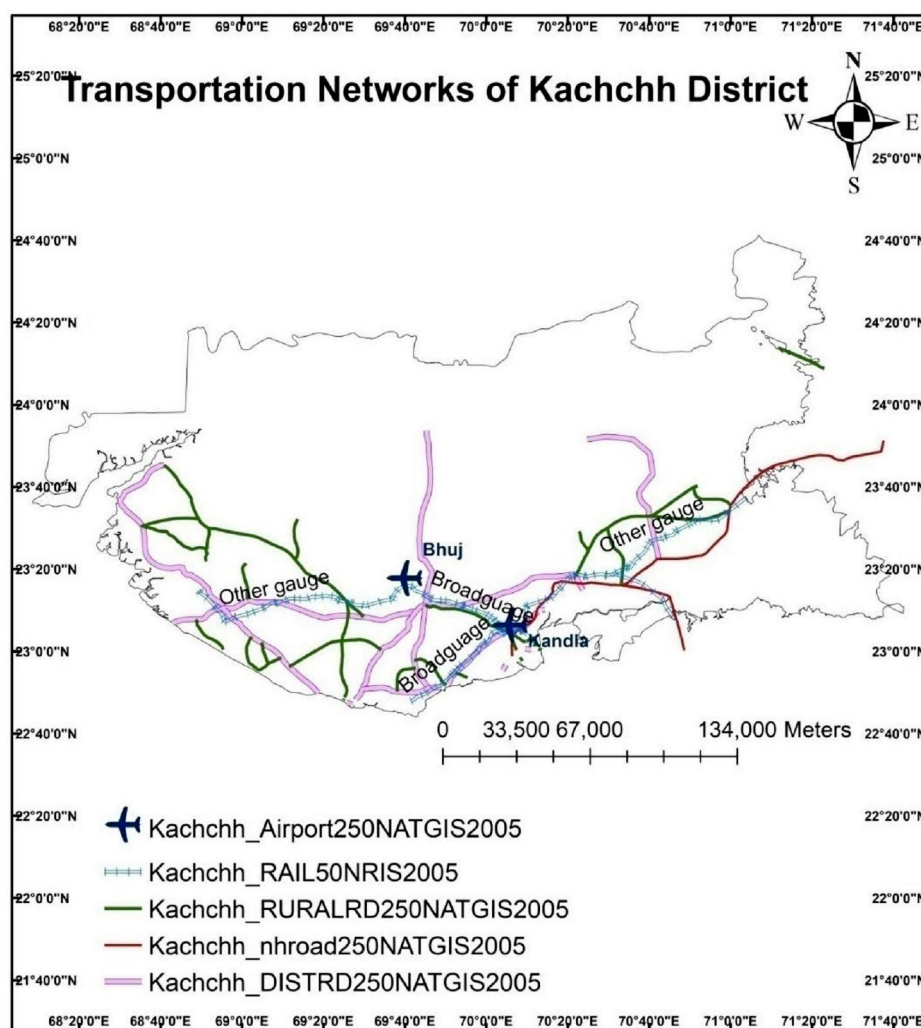 68°20'0"E 68°40'0"E 69°0'0"E 69°20'0"E 69°40'0"E 70°0'0"E 70°20'0"E 70°40'0"E 71°0'0"E 71°20'0"E 71°40'0"E
25°20'0"N 25°20'0"N
Transportation Networks of Kachchh District
N
W E
S
25°0'0"N 25°0'0"N
24°40'0"N 24°40'0"N
24°20'0"N 24°20'0"N
24°0'0"N 24°0'0"N
23°40'0"N 23°40'0"N
Other gauge
Bhuj
23°20'0"N 23°20'0"N
Other gauge
Broadguage
Broadguage
Kandla
23°0'0"N 23°0'0"N
0 33,500 67,000 134,000 Meters
22°40'0"N 22°40'0"N
22°20'0"N 22°20'0"N
Kachchh_Airport250NATGIS2005
Kachchh_RAIL50NRIS2005
22°0'0"N 22°0'0"N
Kachchh_RURALRD250NATGIS2005
Kachchh_nhroad250NATGIS2005
Kachchh_DISTRD250NATGIS2005
21°40'0"N 21°40'0"N
68°20'0"E 68°40'0"E 69°0'0"E 69°20'0"E 69°40'0"E 70°0'0"E 70°20'0"E 70°40'0"E 71°0'0"E 71°20'0"E 71°40'0"E